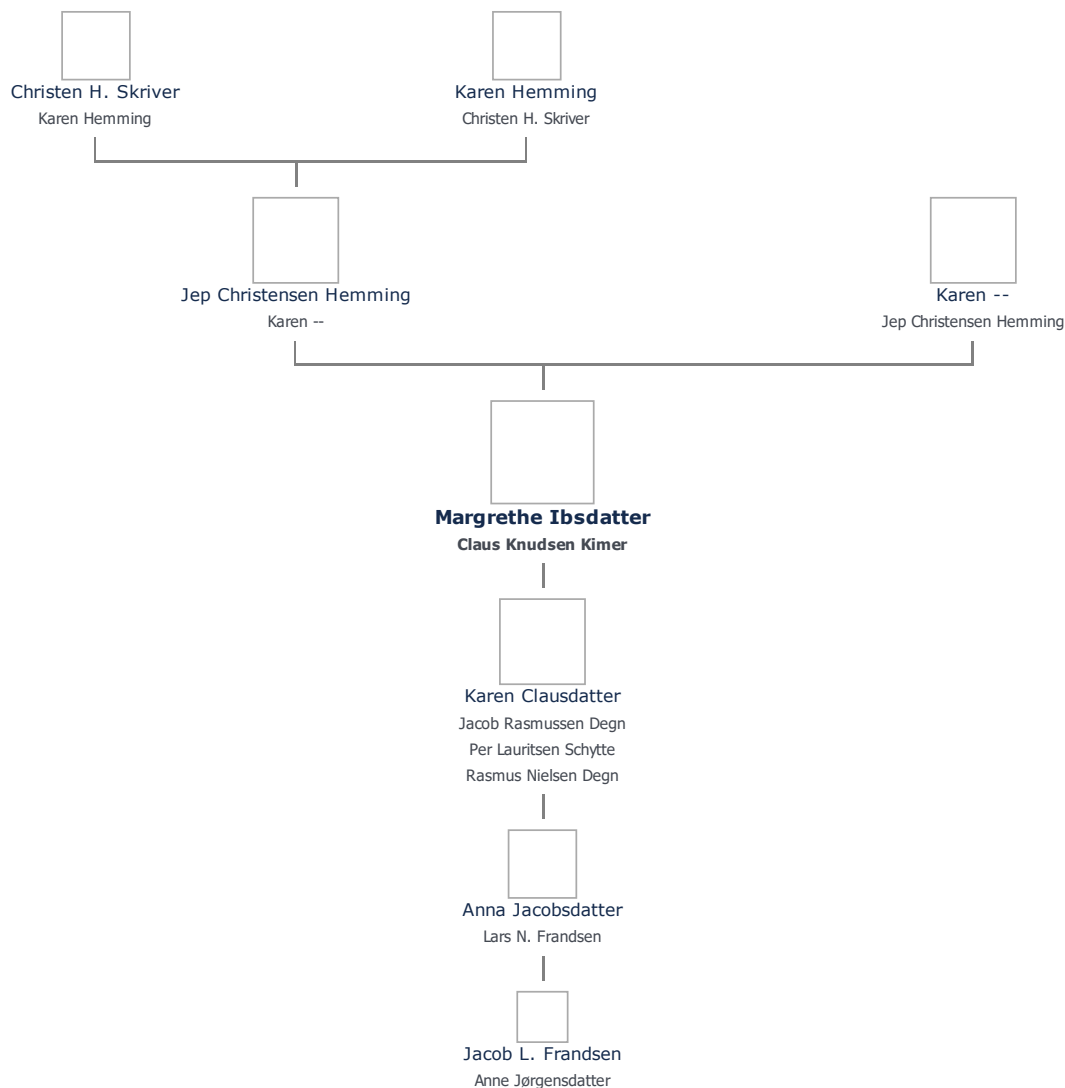 Christen H. Skriver
Karen Hemming
Karen Hemming
Christen H. Skriver
Jep Christensen Hemming
Karen --
Karen --
Jep Christensen Hemming
Margrethe Ibsdatter
Claus Knudsen Kimer
Karen Clausdatter
Jacob Rasmussen Degn
Per Lauritsen Schytte
Rasmus Nielsen Degn
Anna Jacobsdatter
Lars N. Frandsen
Jacob L. Frandsen
Anne Jørgensdatter